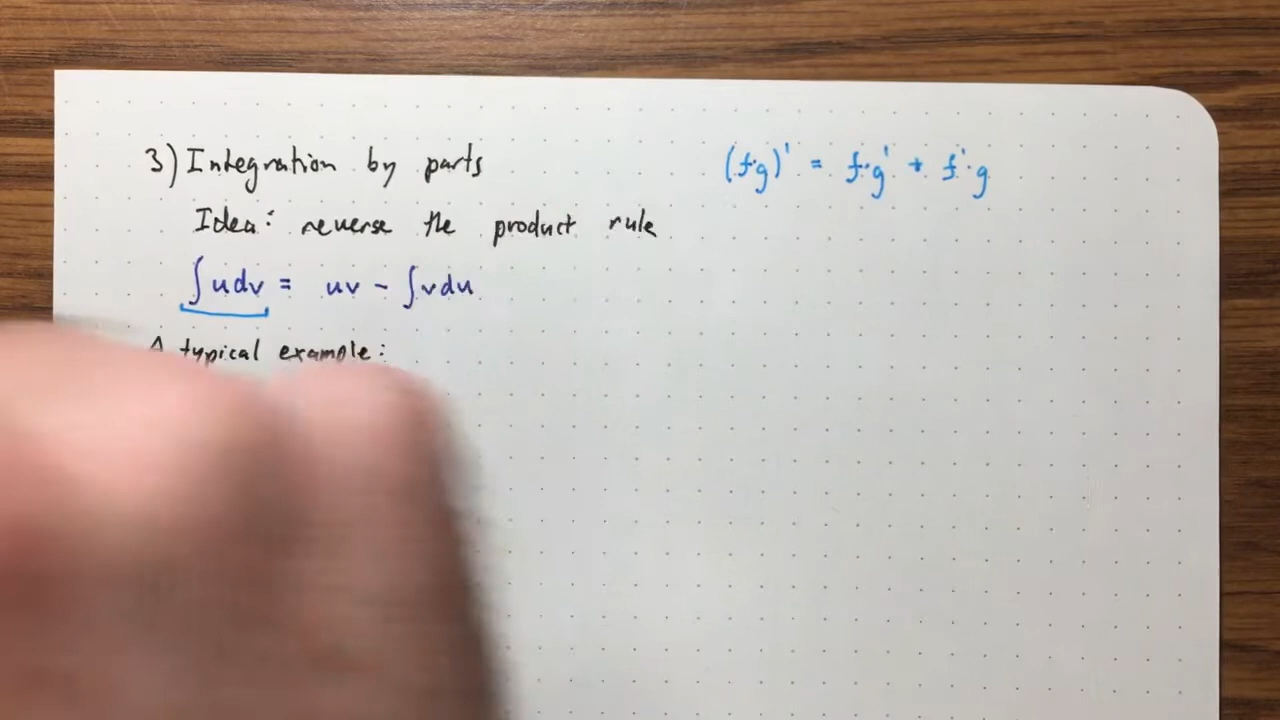 3) Integration by parts (f·g)' = f·g' + f'·g
Idea: reverse the product rule
∫udv = uv - ∫vdu
A typical example: